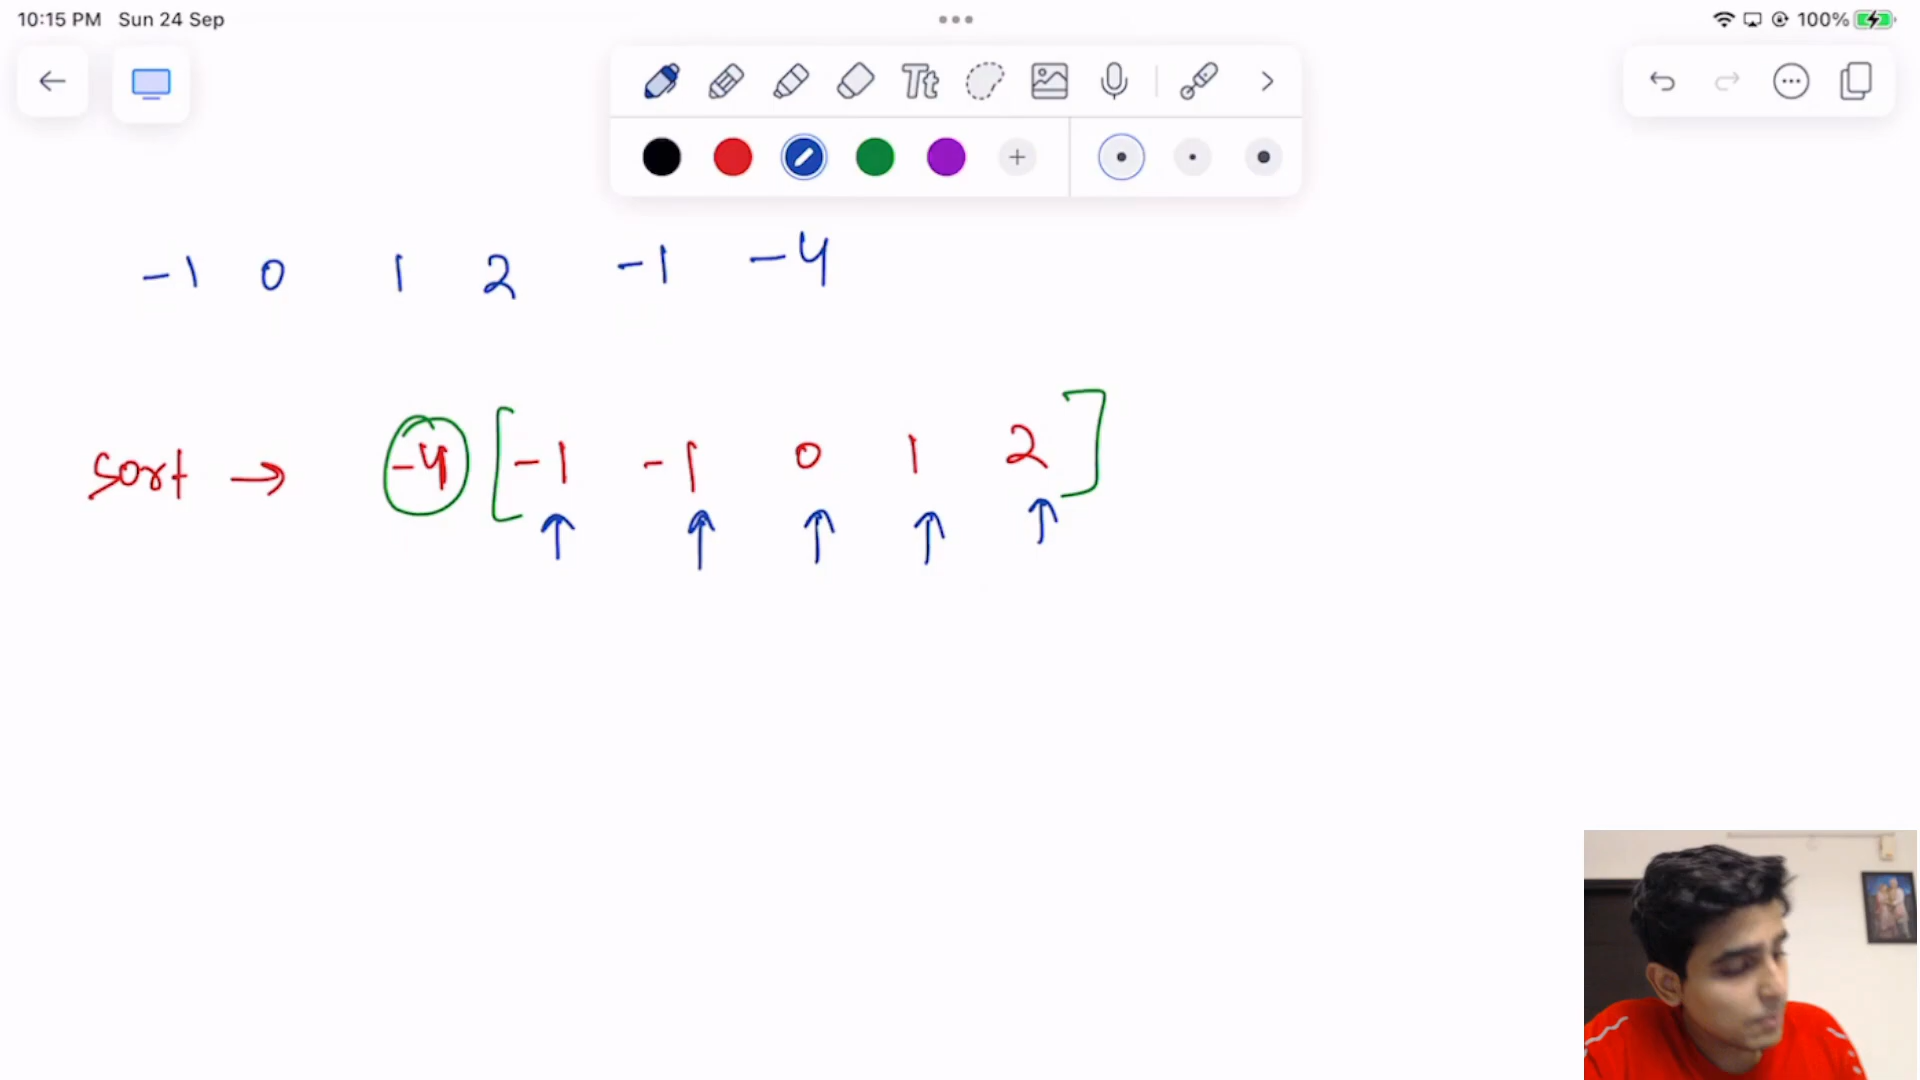 10:15 PM Sun 24 Sep
100%
Tt
-1 0 1 2 -1 -4
sort → -4 [ -1 -1 0 1 2 ]